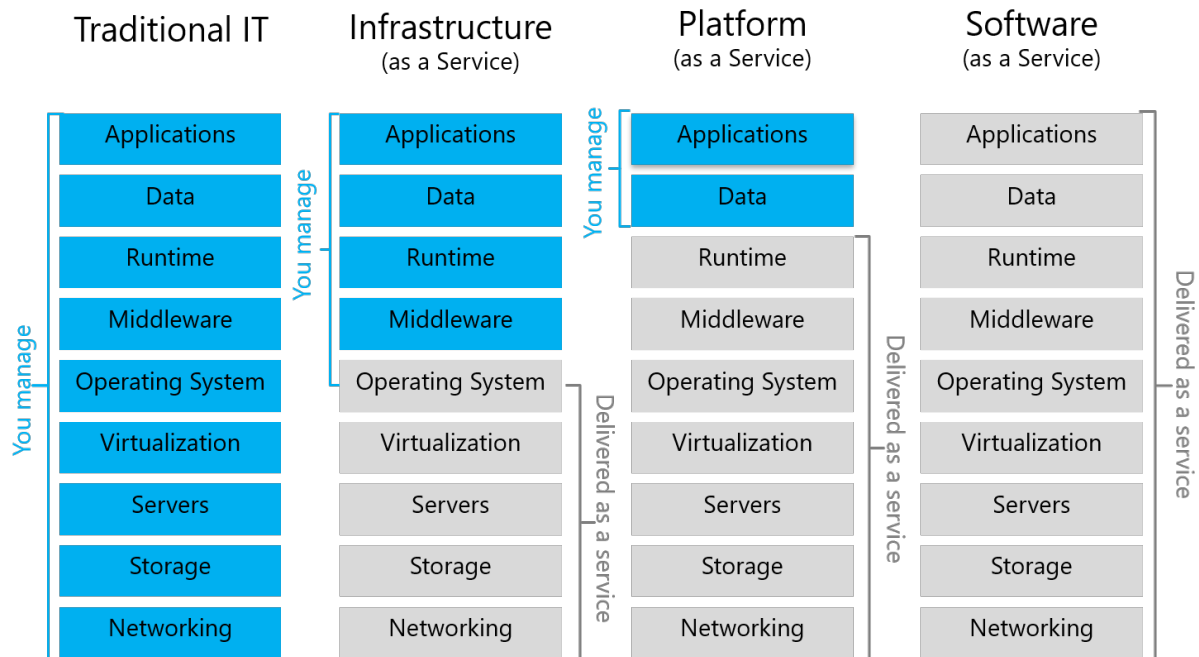 Traditional IT
Infrastructure
(as a Service)
Platform
(as a Service)
Software
(as a Service)
You manage
Applications
Data
Runtime
Middleware
Operating System
Virtualization
Servers
Storage
Networking
You manage
Applications
Data
Runtime
Middleware
Operating System
Virtualization
Servers
Storage
Networking
Delivered as a service
You manage
Applications
Data
Runtime
Middleware
Operating System
Virtualization
Servers
Storage
Networking
Delivered as a service
Applications
Data
Runtime
Middleware
Operating System
Virtualization
Servers
Storage
Networking
Delivered as a service